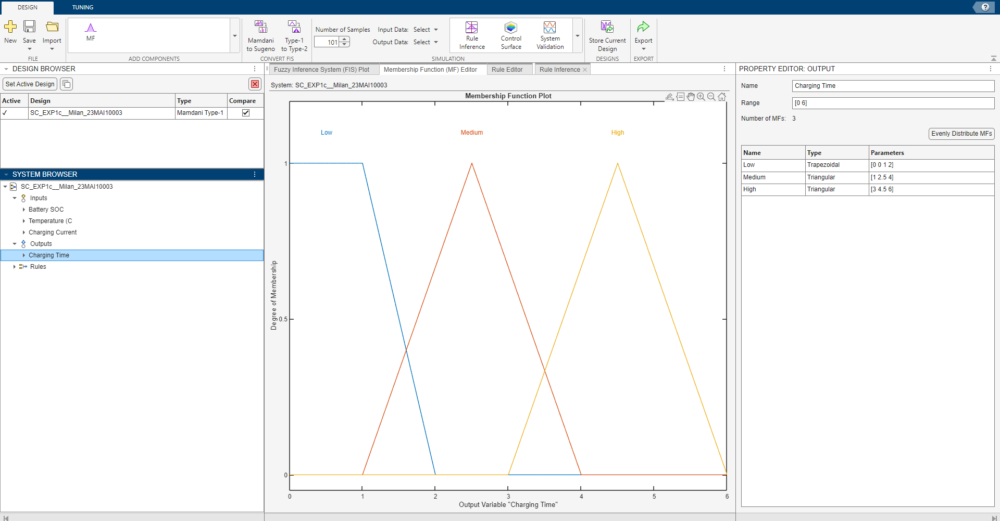 DESIGN
TUNING
?
New
Save
Import
FILE
MF
ADD COMPONENTS
Mamdani
to Sugeno
Type-1
to Type-2
CONVERT FIS
Number of Samples
101
Input Data: Select
Output Data: Select
Rule
Inference
Control
Surface
System
Validation
SIMULATION
Store Current
Design
DESIGNS
Export
EXPORT
DESIGN BROWSER
Set Active Design
Active Design Type Compare
SC_EXP1c__Milan_23MAI10003 Mamdani Type-1
SYSTEM BROWSER
SC_EXP1c__Milan_23MAI10003
Inputs
Battery SOC
Temperature (C
Charging Current
Outputs
Charging Time
Rules
Fuzzy Inference System (FIS) Plot
Membership Function (MF) Editor
Rule Editor
Rule Inference
System: SC_EXP1c__Milan_23MAI10003
Membership Function Plot
Low
Medium
High
1
0.5
0
Degree of Membership
0 1 2 3 4 5 6
Output Variable "Charging Time"
PROPERTY EDITOR: OUTPUT
Name Charging Time
Range [0 6]
Number of MFs: 3
Evenly Distribute MFs
Name Type Parameters
Low Trapezoidal [0 0 1 2]
Medium Triangular [1 2.5 4]
High Triangular [3 4.5 6]